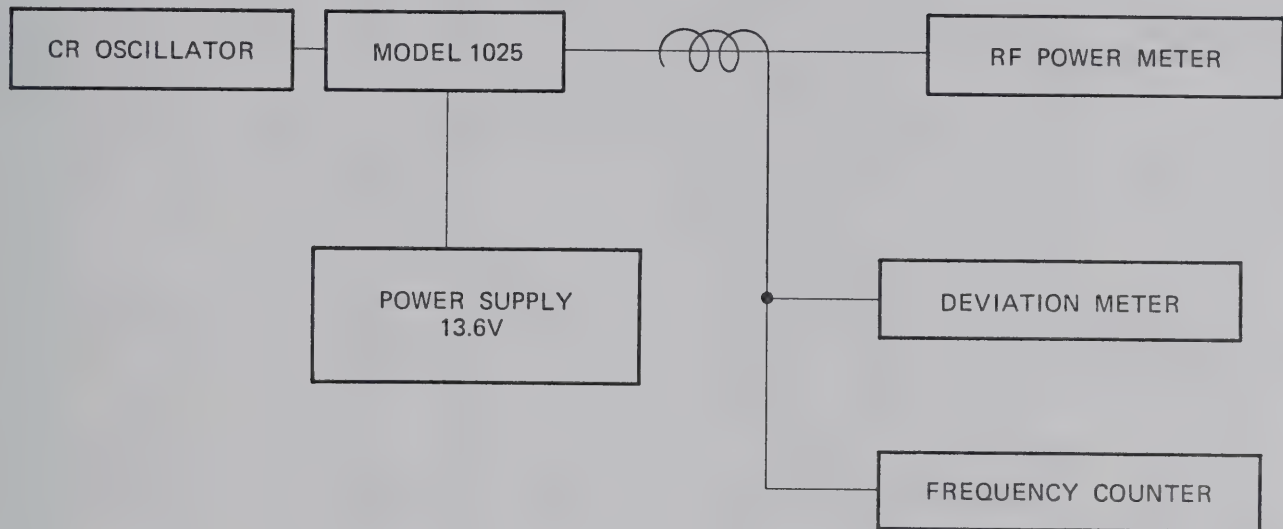 CR OSCILLATOR
MODEL 1025
RF POWER METER
POWER SUPPLY
13.6V
DEVIATION METER
FREQUENCY COUNTER